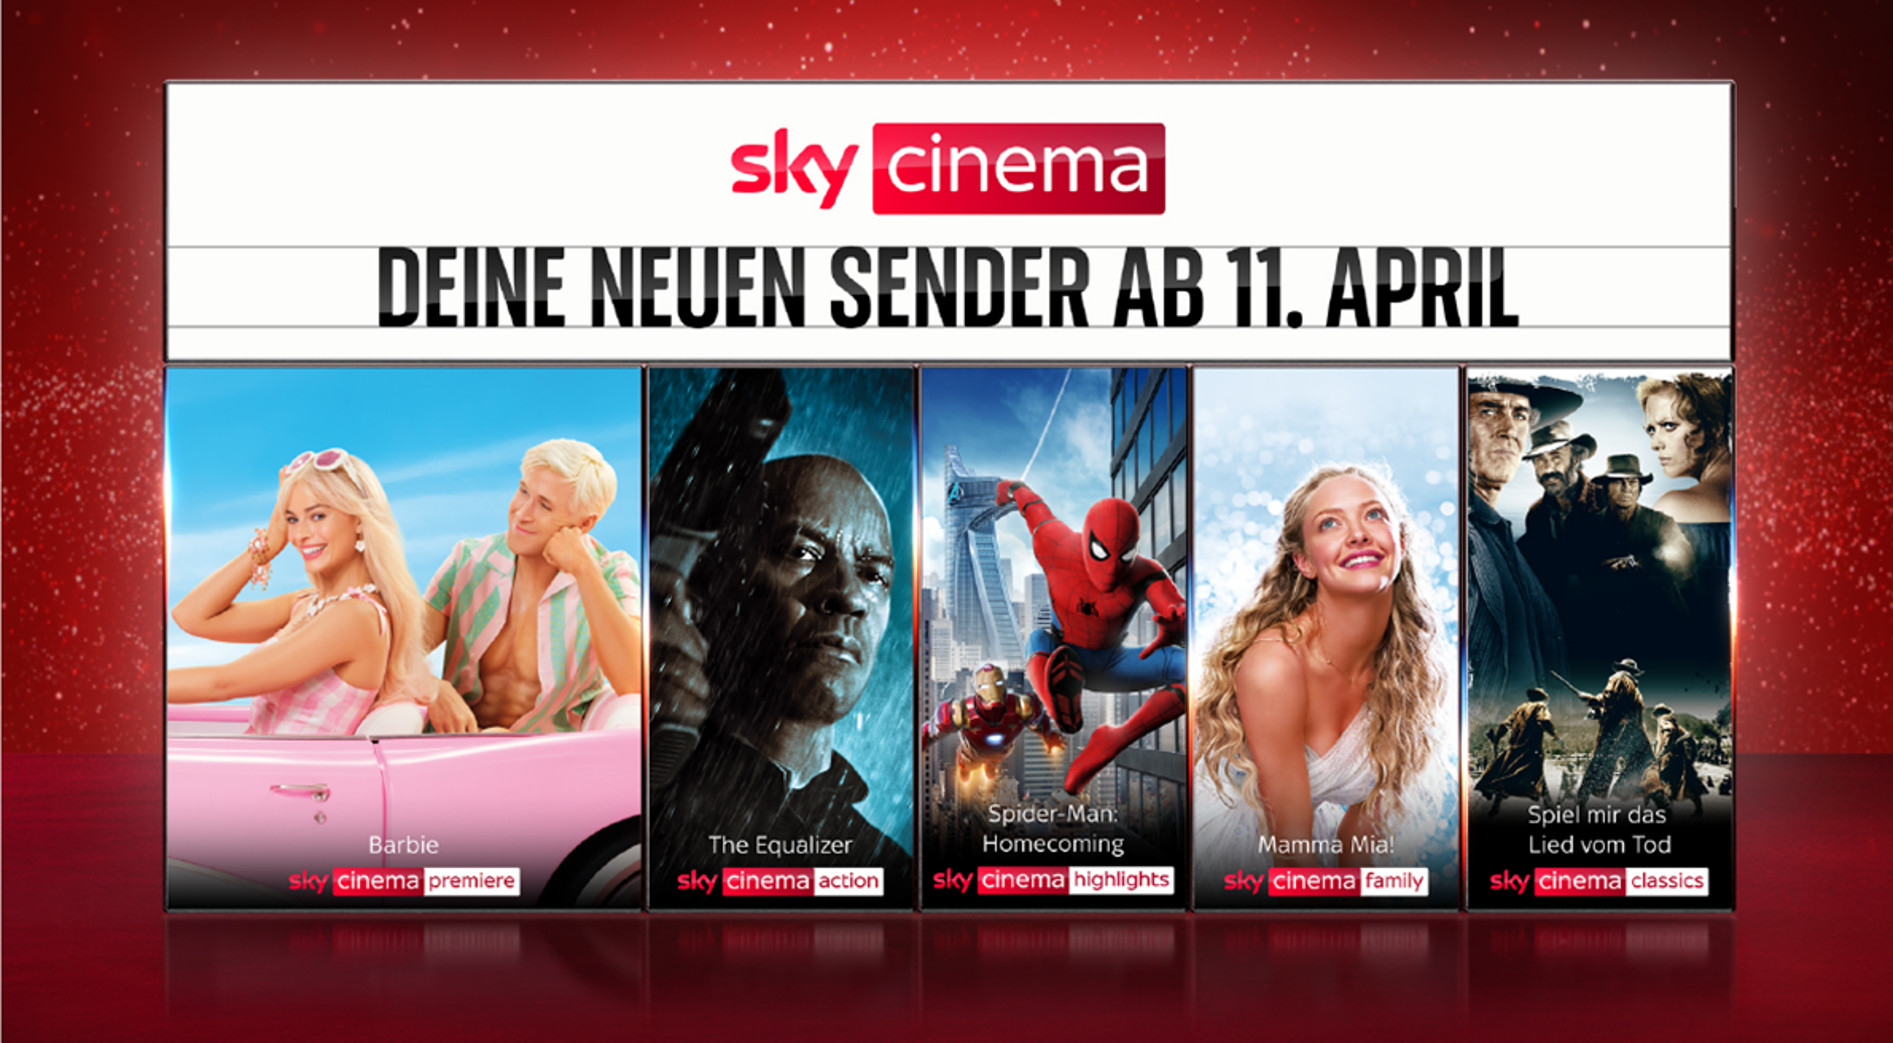 sky cinema
DEINE NEUEN SENDER AB 11. APRIL
Barbie
sky cinema premiere
The Equalizer
sky cinema action
Spider-Man:
Homecoming
sky cinema highlights
Mamma Mia!
sky cinema family
Spiel mir das
Lied vom Tod
sky cinema classics